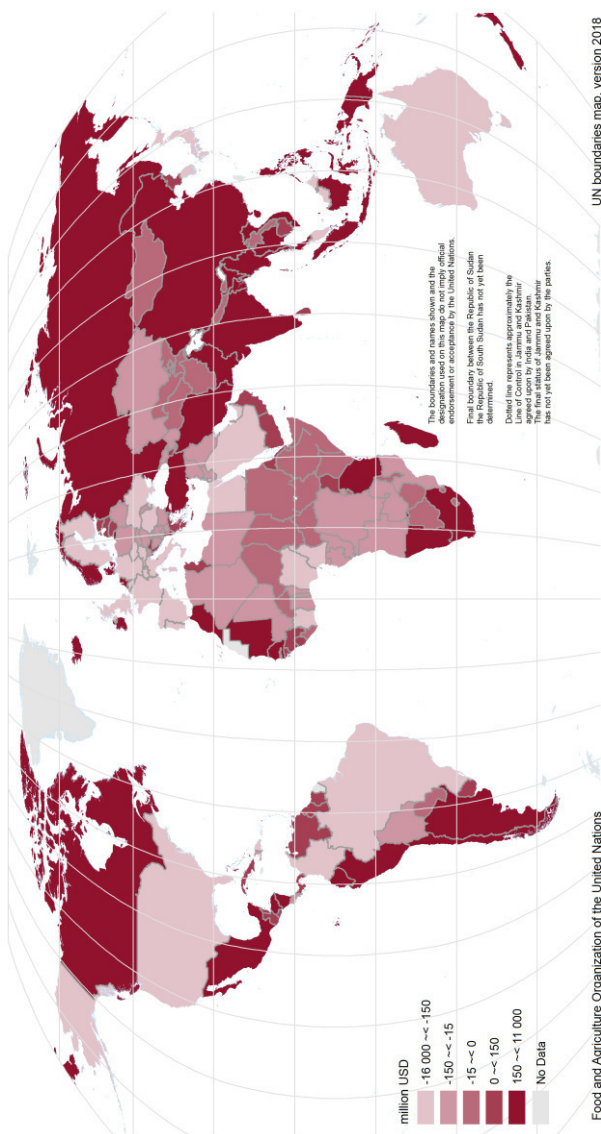 million USD
-16 000 ~< -150
-150 ~< -15
-15 ~< 0
0 ~< 150
150 ~< 11 000
No Data
The boundaries and names shown and the
designation used on this map do not imply official
endorsement or acceptance by the United Nations.
Final boundary between the Republic of Sudan
the Republic of South Sudan has not yet been
determined.
Dotted line represents approximately the
Line of Control in Jammu and Kashmir
agreed upon by India and Pakistan.
The final status of Jammu and Kashmir
has not yet been agreed upon by the parties.
Food and Agriculture Organization of the United Nations
UN boundaries map, version 2018